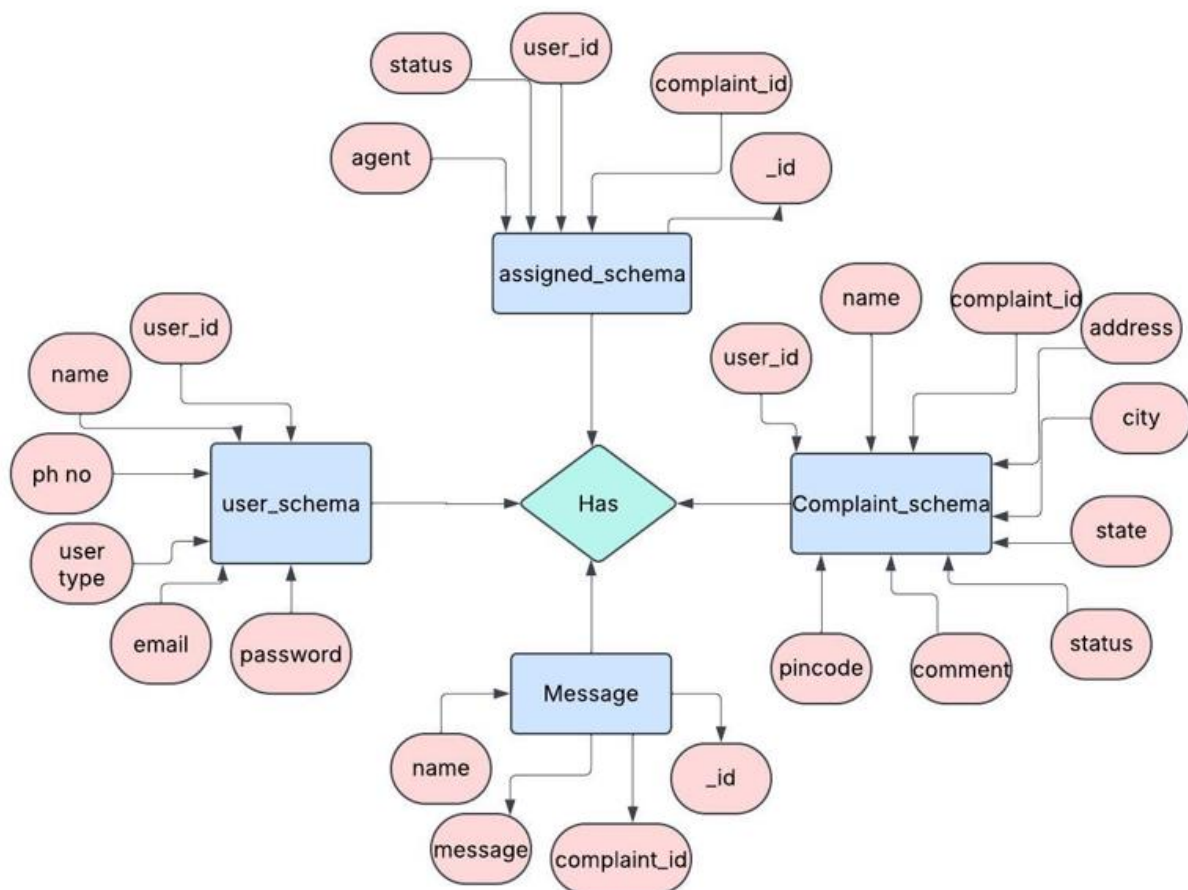 user_id
status
complaint_id
agent
_id
assigned_schema
name
complaint_id
user_id
address
user_id
name
city
ph no
user_schema
Has
Complaint_schema
state
user
type
email
password
Message
pincode
comment
status
name
_id
message
complaint_id